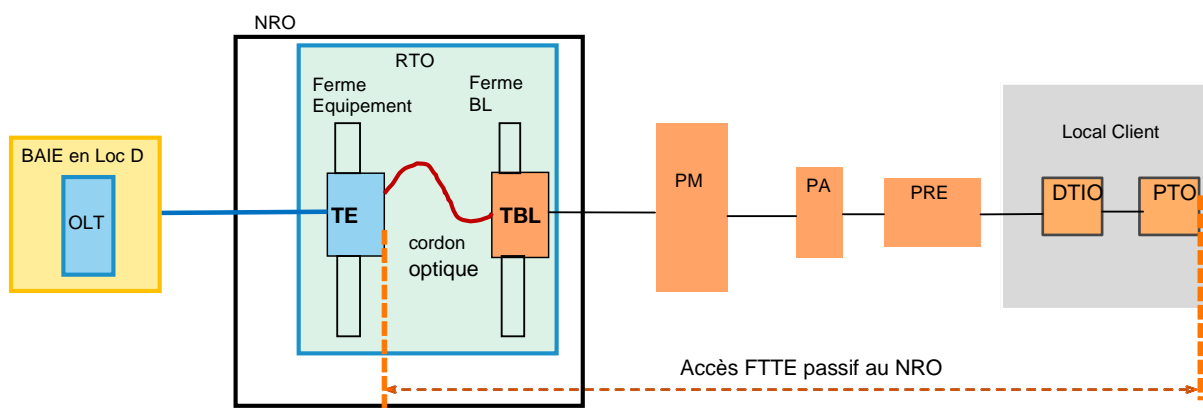 NRO
RTO
Ferme
Equipement
Ferme
BL
BAIE en Loc D
OLT
TE
cordon
optique
TBL
PM
PA
PRE
Local Client
DTIO
PTO
Accès FTTE passif au NRO